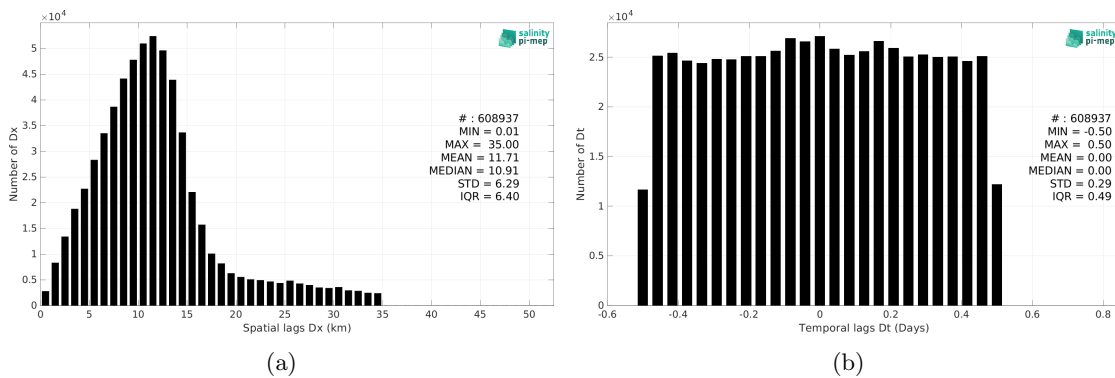 ×10⁴
5
4.5
4
3.5
3
2.5
2
1.5
1
0.5
0
Number of Dx
0 5 10 15 20 25 30 35 40 45 50
Spatial lags Dx (km)
salinity
pi-mep
# : 608937
MIN = 0.01
MAX = 35.00
MEAN = 11.71
MEDIAN = 10.91
STD = 6.29
IQR = 6.40
(a)
×10⁴
2.5
2
1.5
1
0.5
0
Number of Dt
-0.6 -0.4 -0.2 0 0.2 0.4 0.6 0.8
Temporal lags Dt (Days)
salinity
pi-mep
# : 608937
MIN = -0.50
MAX = 0.50
MEAN = 0.00
MEDIAN = 0.00
STD = 0.29
IQR = 0.49
(b)